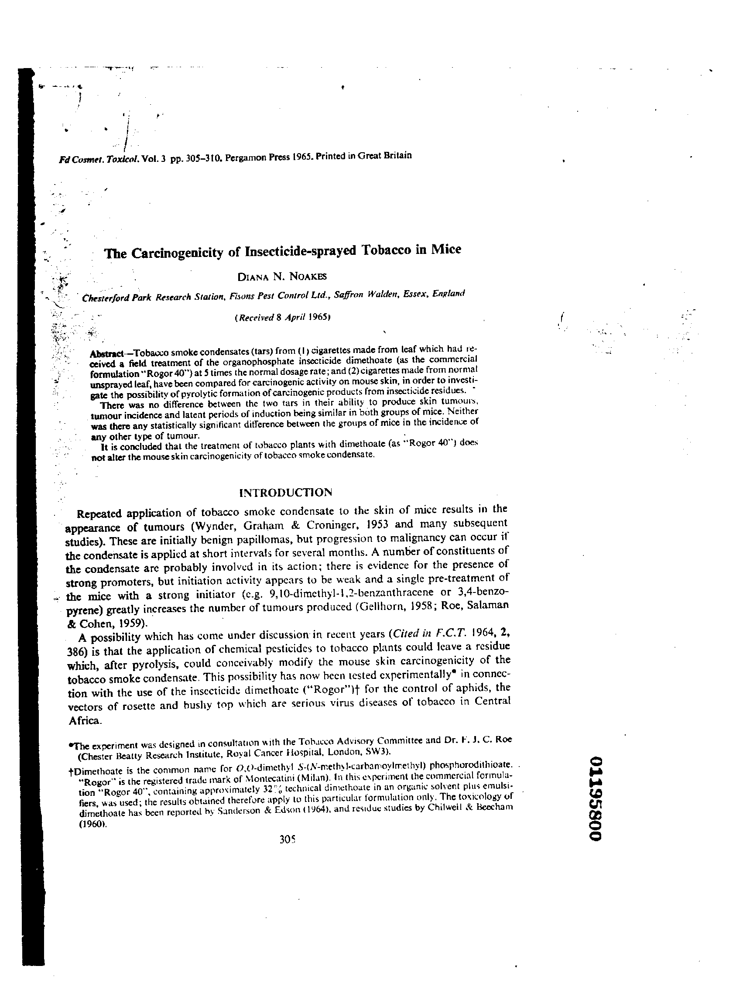 Fd Cosmet. Toxicol. Vol. 3 pp. 305–310. Pergamon Press 1965. Printed in Great Britain
The Carcinogenicity of Insecticide-sprayed Tobacco in Mice
DIANA N. NOAKES
Chesterford Park Research Station, Fisons Pest Control Ltd., Saffron Walden, Essex, England
(Received 8 April 1965)
Abstract—Tobacco smoke condensates (tars) from (1) cigarettes made from leaf which had re-
ceived a field treatment of the organophosphate insecticide dimethoate (as the commercial
formulation "Rogor 40") at 5 times the normal dosage rate; and (2) cigarettes made from normal
unsprayed leaf, have been compared for carcinogenic activity on mouse skin, in order to investi-
gate the possibility of pyrolytic formation of carcinogenic products from insecticide residues.
There was no difference between the two tars in their ability to produce skin tumours,
tumour incidence and latent periods of induction being similar in both groups of mice. Neither
was there any statistically significant difference between the groups of mice in the incidence of
any other type of tumour.
It is concluded that the treatment of tobacco plants with dimethoate (as "Rogor 40") does
not alter the mouse skin carcinogenicity of tobacco smoke condensate.
INTRODUCTION
Repeated application of tobacco smoke condensate to the skin of mice results in the
appearance of tumours (Wynder, Graham & Croninger, 1953 and many subsequent
studies). These are initially benign papillomas, but progression to malignancy can occur if
the condensate is applied at short intervals for several months. A number of constituents of
the condensate are probably involved in its action; there is evidence for the presence of
strong promoters, but initiation activity appears to be weak and a single pre-treatment of
the mice with a strong initiator (e.g. 9,10-dimethyl-1,2-benzanthracene or 3,4-benzo-
pyrene) greatly increases the number of tumours produced (Gellhorn, 1958; Roe, Salaman
& Cohen, 1959).
A possibility which has come under discussion in recent years (Cited in F.C.T. 1964, 2,
386) is that the application of chemical pesticides to tobacco plants could leave a residue
which, after pyrolysis, could conceivably modify the mouse skin carcinogenicity of the
tobacco smoke condensate. This possibility has now been tested experimentally* in connec-
tion with the use of the insecticide dimethoate ("Rogor")† for the control of aphids, the
vectors of rosette and bushy top which are serious virus diseases of tobacco in Central
Africa.
*The experiment was designed in consultation with the Tobacco Advisory Committee and Dr. F. J. C. Roe
(Chester Beatty Research Institute, Royal Cancer Hospital, London, SW3).
†Dimethoate is the common name for O,O-dimethyl S-(N-methyl-carbamoylmethyl) phosphorodithioate.
"Rogor" is the registered trade mark of Montecatini (Milan). In this experiment the commercial formula-
tion "Rogor 40", containing approximately 32% technical dimethoate in an organic solvent plus emulsi-
fiers, was used; the results obtained therefore apply to this particular formulation only. The toxicology of
dimethoate has been reported by Sanderson & Edson (1964), and residue studies by Chilwell & Beecham
(1960).
305
01195800